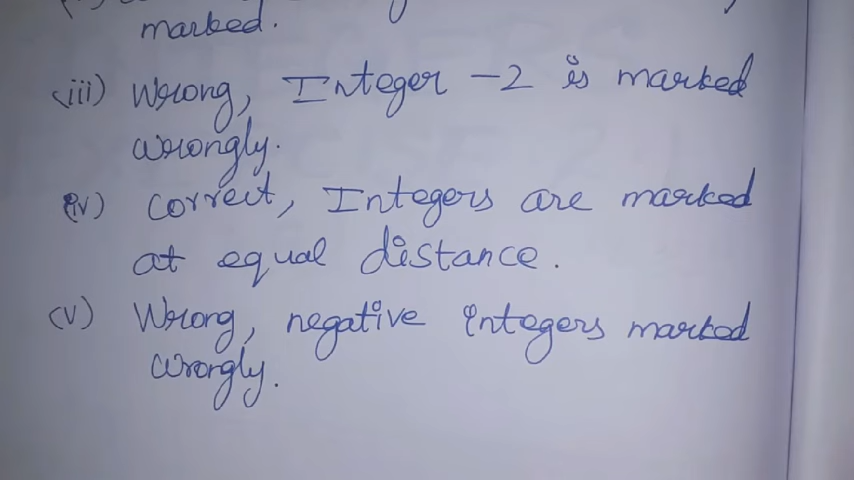 marked.
(iii) Wrong, Integer -2 is marked
wrongly.
(iv) correct, Integers are marked
at equal distance.
(v) Wrong, negative integers marked
wrongly.